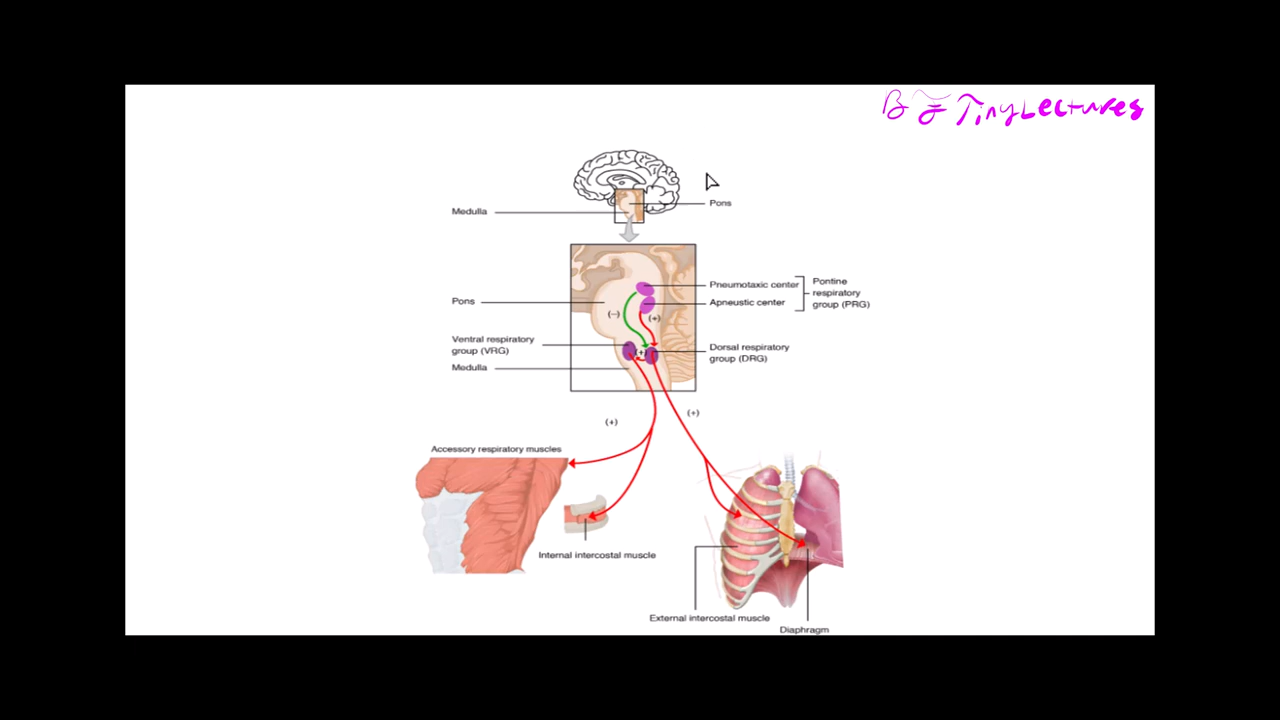 B Z TinyLectures
Medulla
Pons
Pneumotaxic center
Apneustic center
Pontine
respiratory
group (PRG)
Pons
(–)
(+)
Ventral respiratory
group (VRG)
(+)
Dorsal respiratory
group (DRG)
Medulla
(+)
(+)
Accessory respiratory muscles
Internal intercostal muscle
External intercostal muscle
Diaphragm